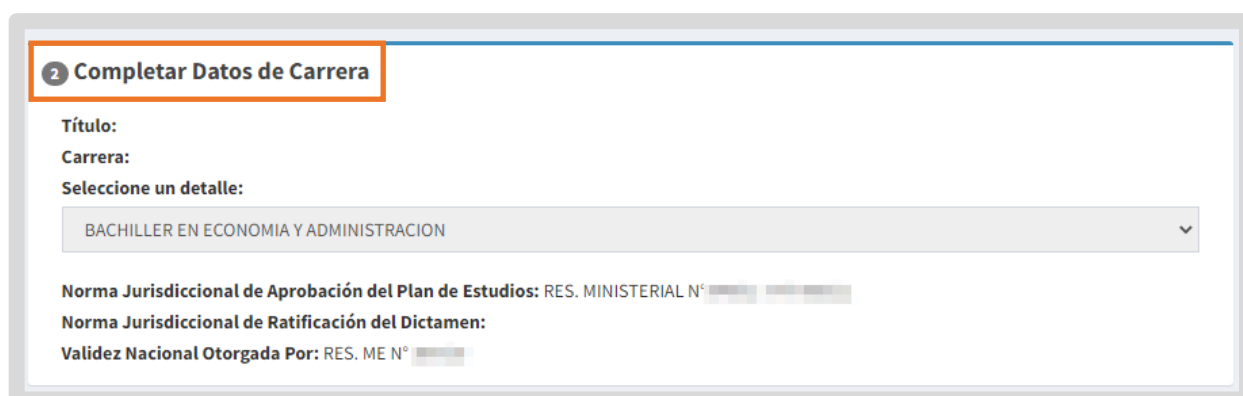 2 Completar Datos de Carrera
Título:
Carrera:
Seleccione un detalle:
BACHILLER EN ECONOMIA Y ADMINISTRACION
Norma Jurisdiccional de Aprobación del Plan de Estudios: RES. MINISTERIAL N°
Norma Jurisdiccional de Ratificación del Dictamen:
Validez Nacional Otorgada Por: RES. ME N°